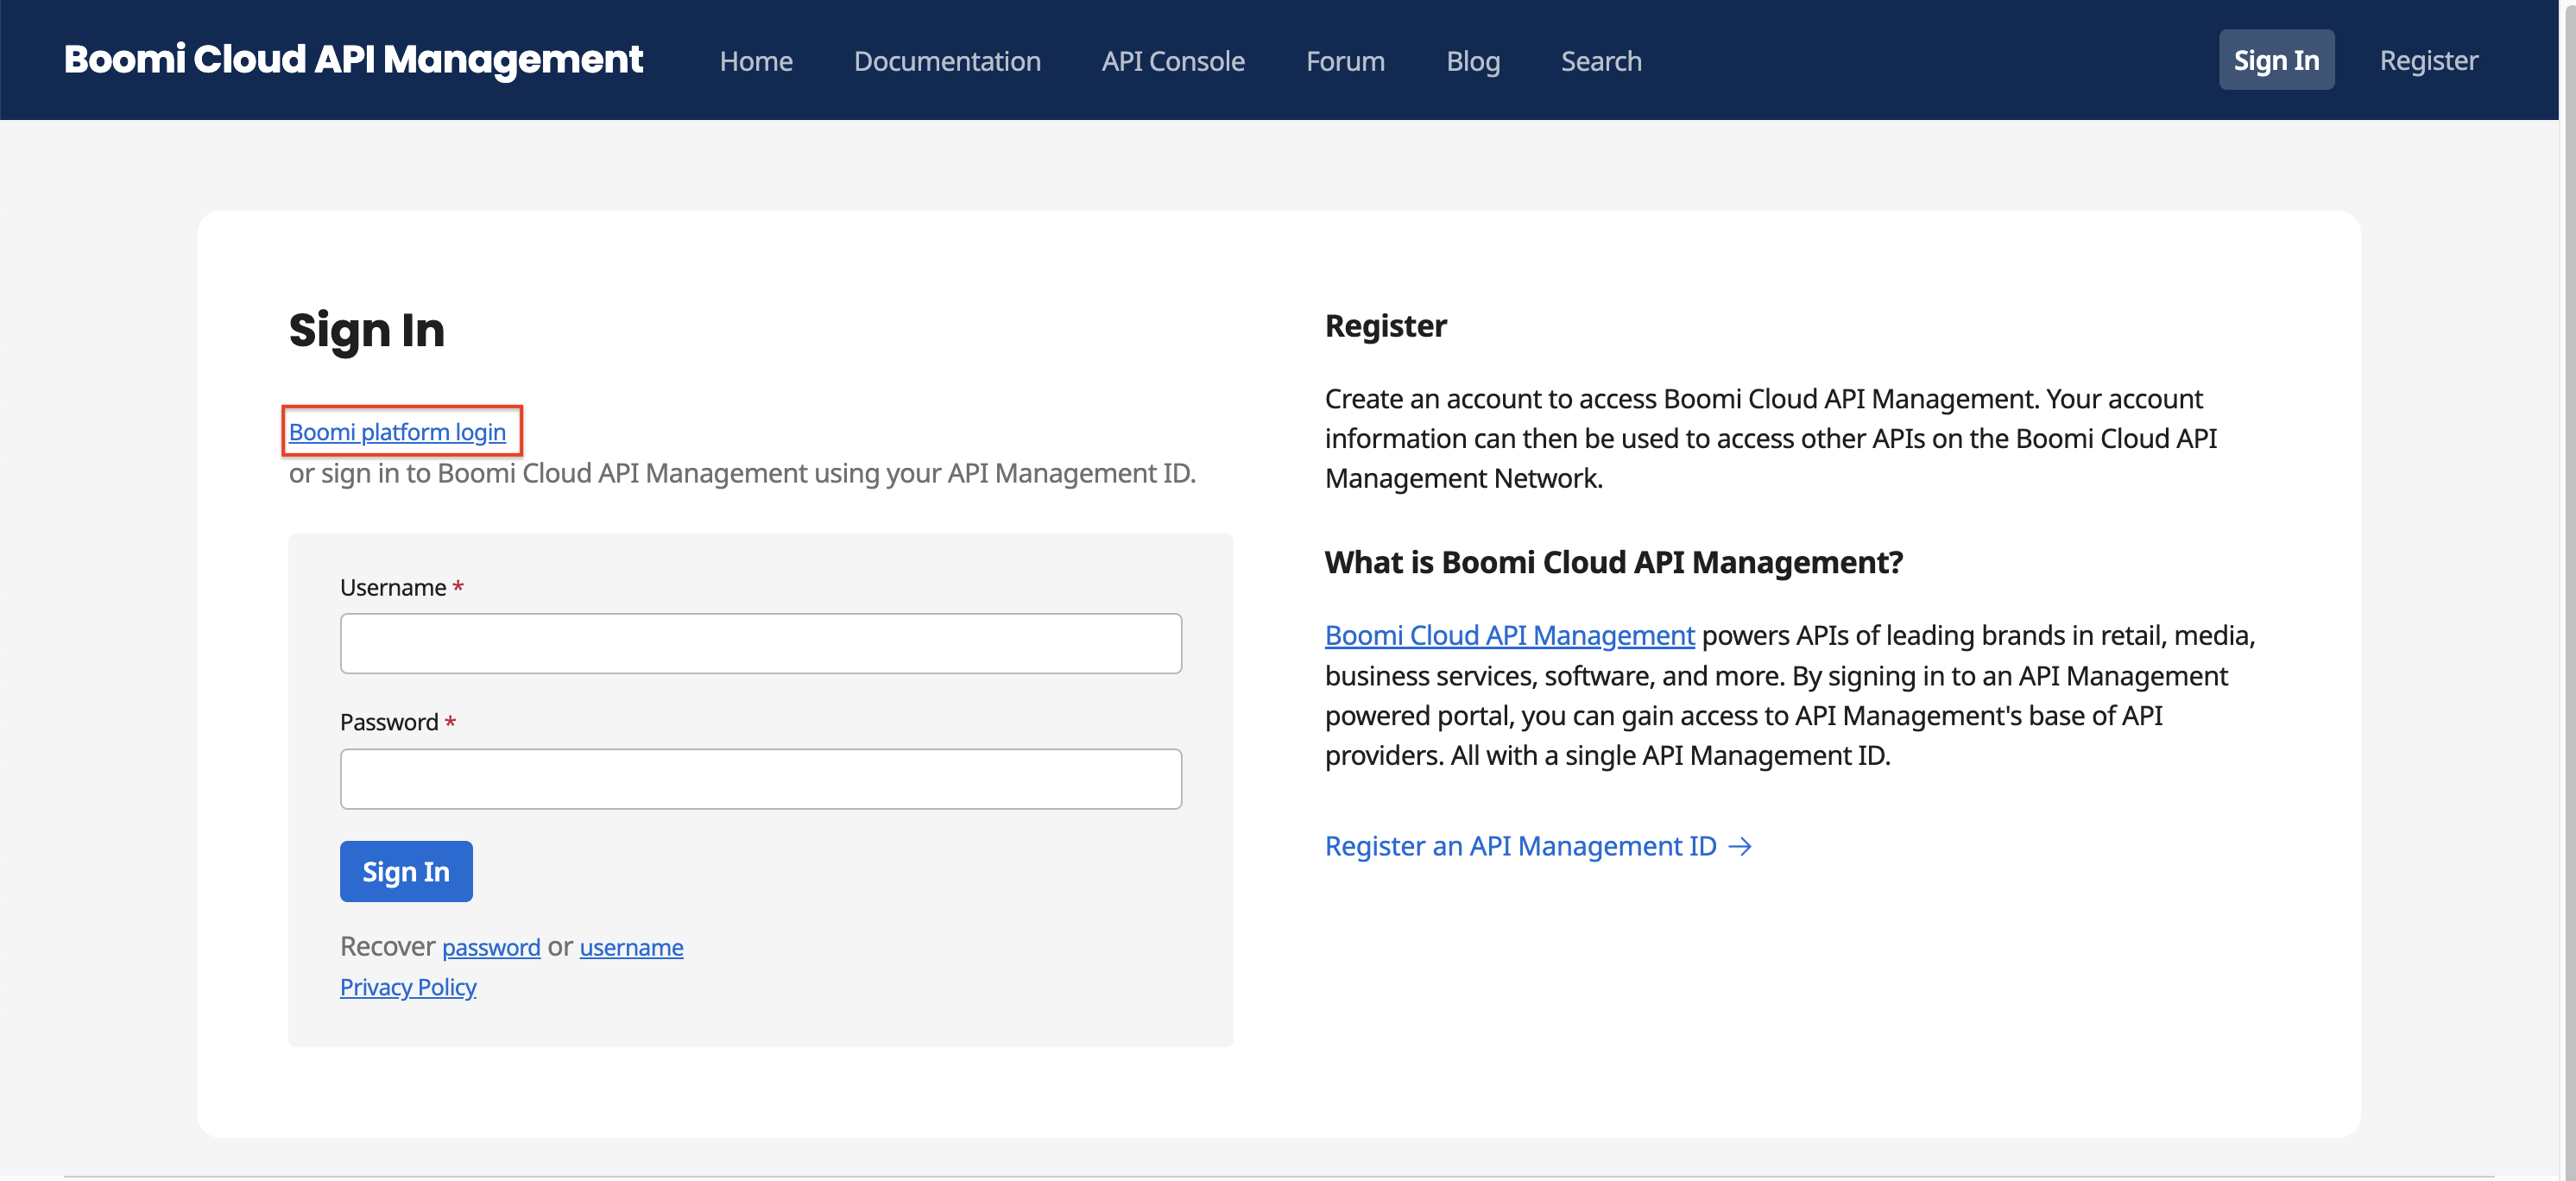 Boomi Cloud API Management
Home
Documentation
API Console
Forum
Blog
Search
Sign In
Register
Sign In
Boomi platform login
or sign in to Boomi Cloud API Management using your API Management ID.
Username *
Password *
Sign In
Recover password or username
Privacy Policy
Register
Create an account to access Boomi Cloud API Management. Your account
information can then be used to access other APIs on the Boomi Cloud API
Management Network.
What is Boomi Cloud API Management?
Boomi Cloud API Management powers APIs of leading brands in retail, media,
business services, software, and more. By signing in to an API Management
powered portal, you can gain access to API Management's base of API
providers. All with a single API Management ID.
Register an API Management ID →